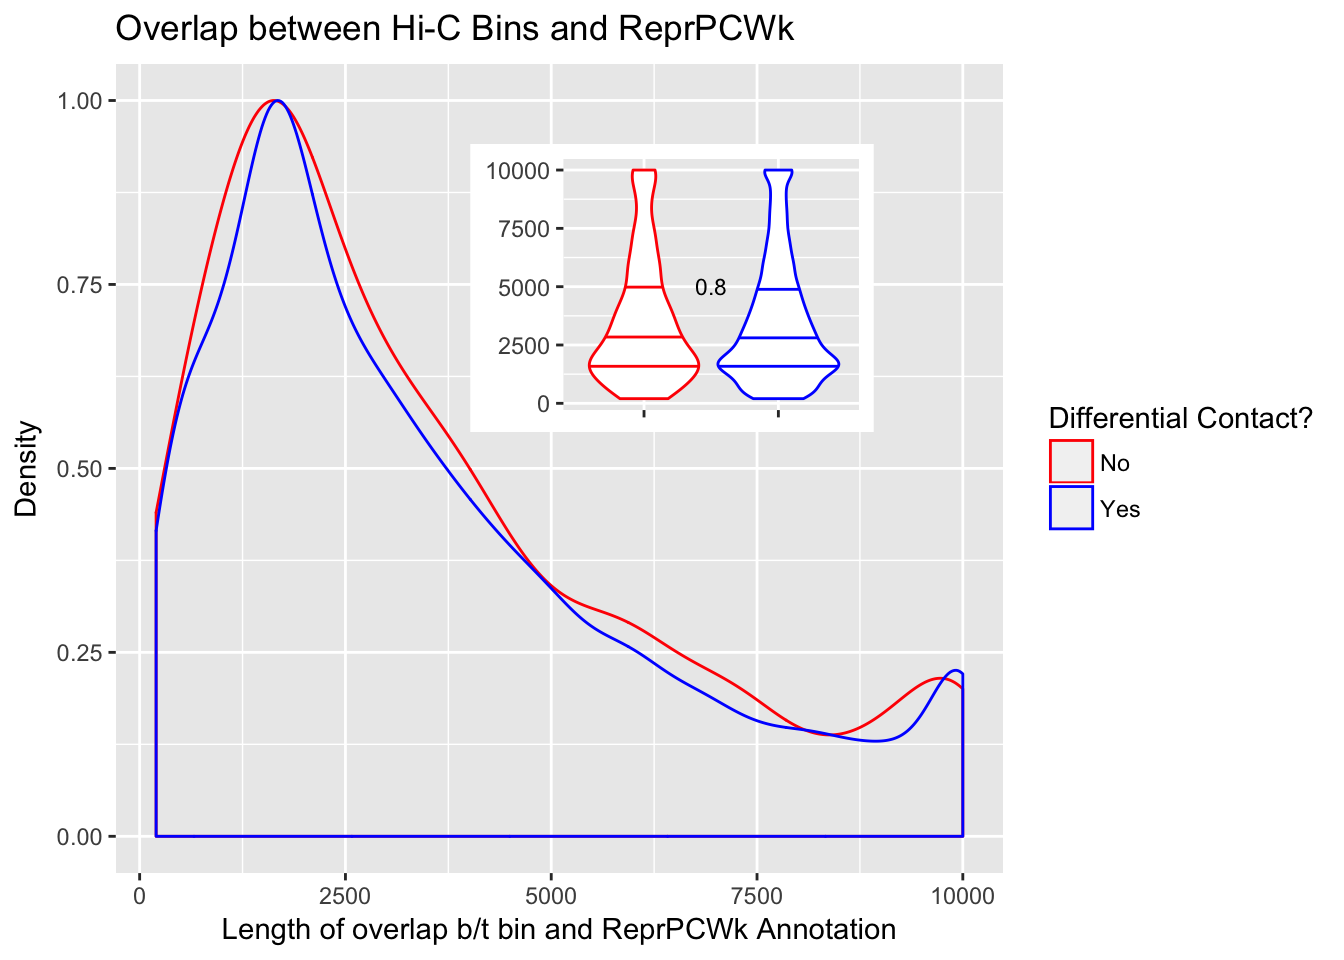 Overlap between Hi-C Bins and ReprPCWk
1.00
0.75
0.50
0.25
0.00
Density
10000
7500
5000
2500
0
0.8
Differential Contact?
No
Yes
0 2500 5000 7500 10000
Length of overlap b/t bin and ReprPCWk Annotation